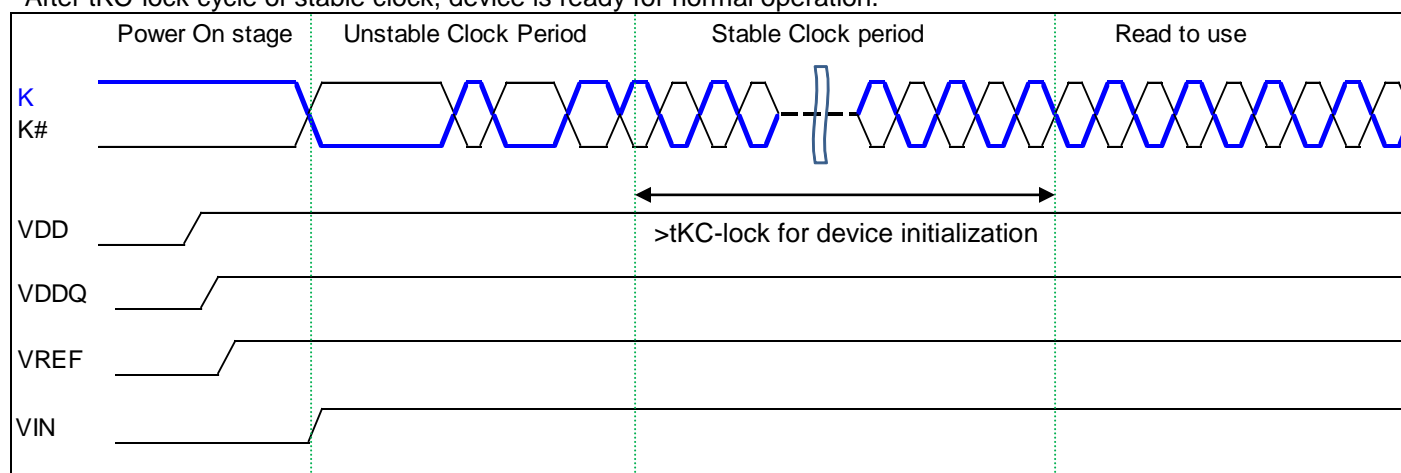 After tKC-lock cycle of stable clock, device is ready for normal operation.
Power On stage Unstable Clock Period Stable Clock period Read to use
K
K#
VDD
>tKC-lock for device initialization
VDDQ
VREF
VIN